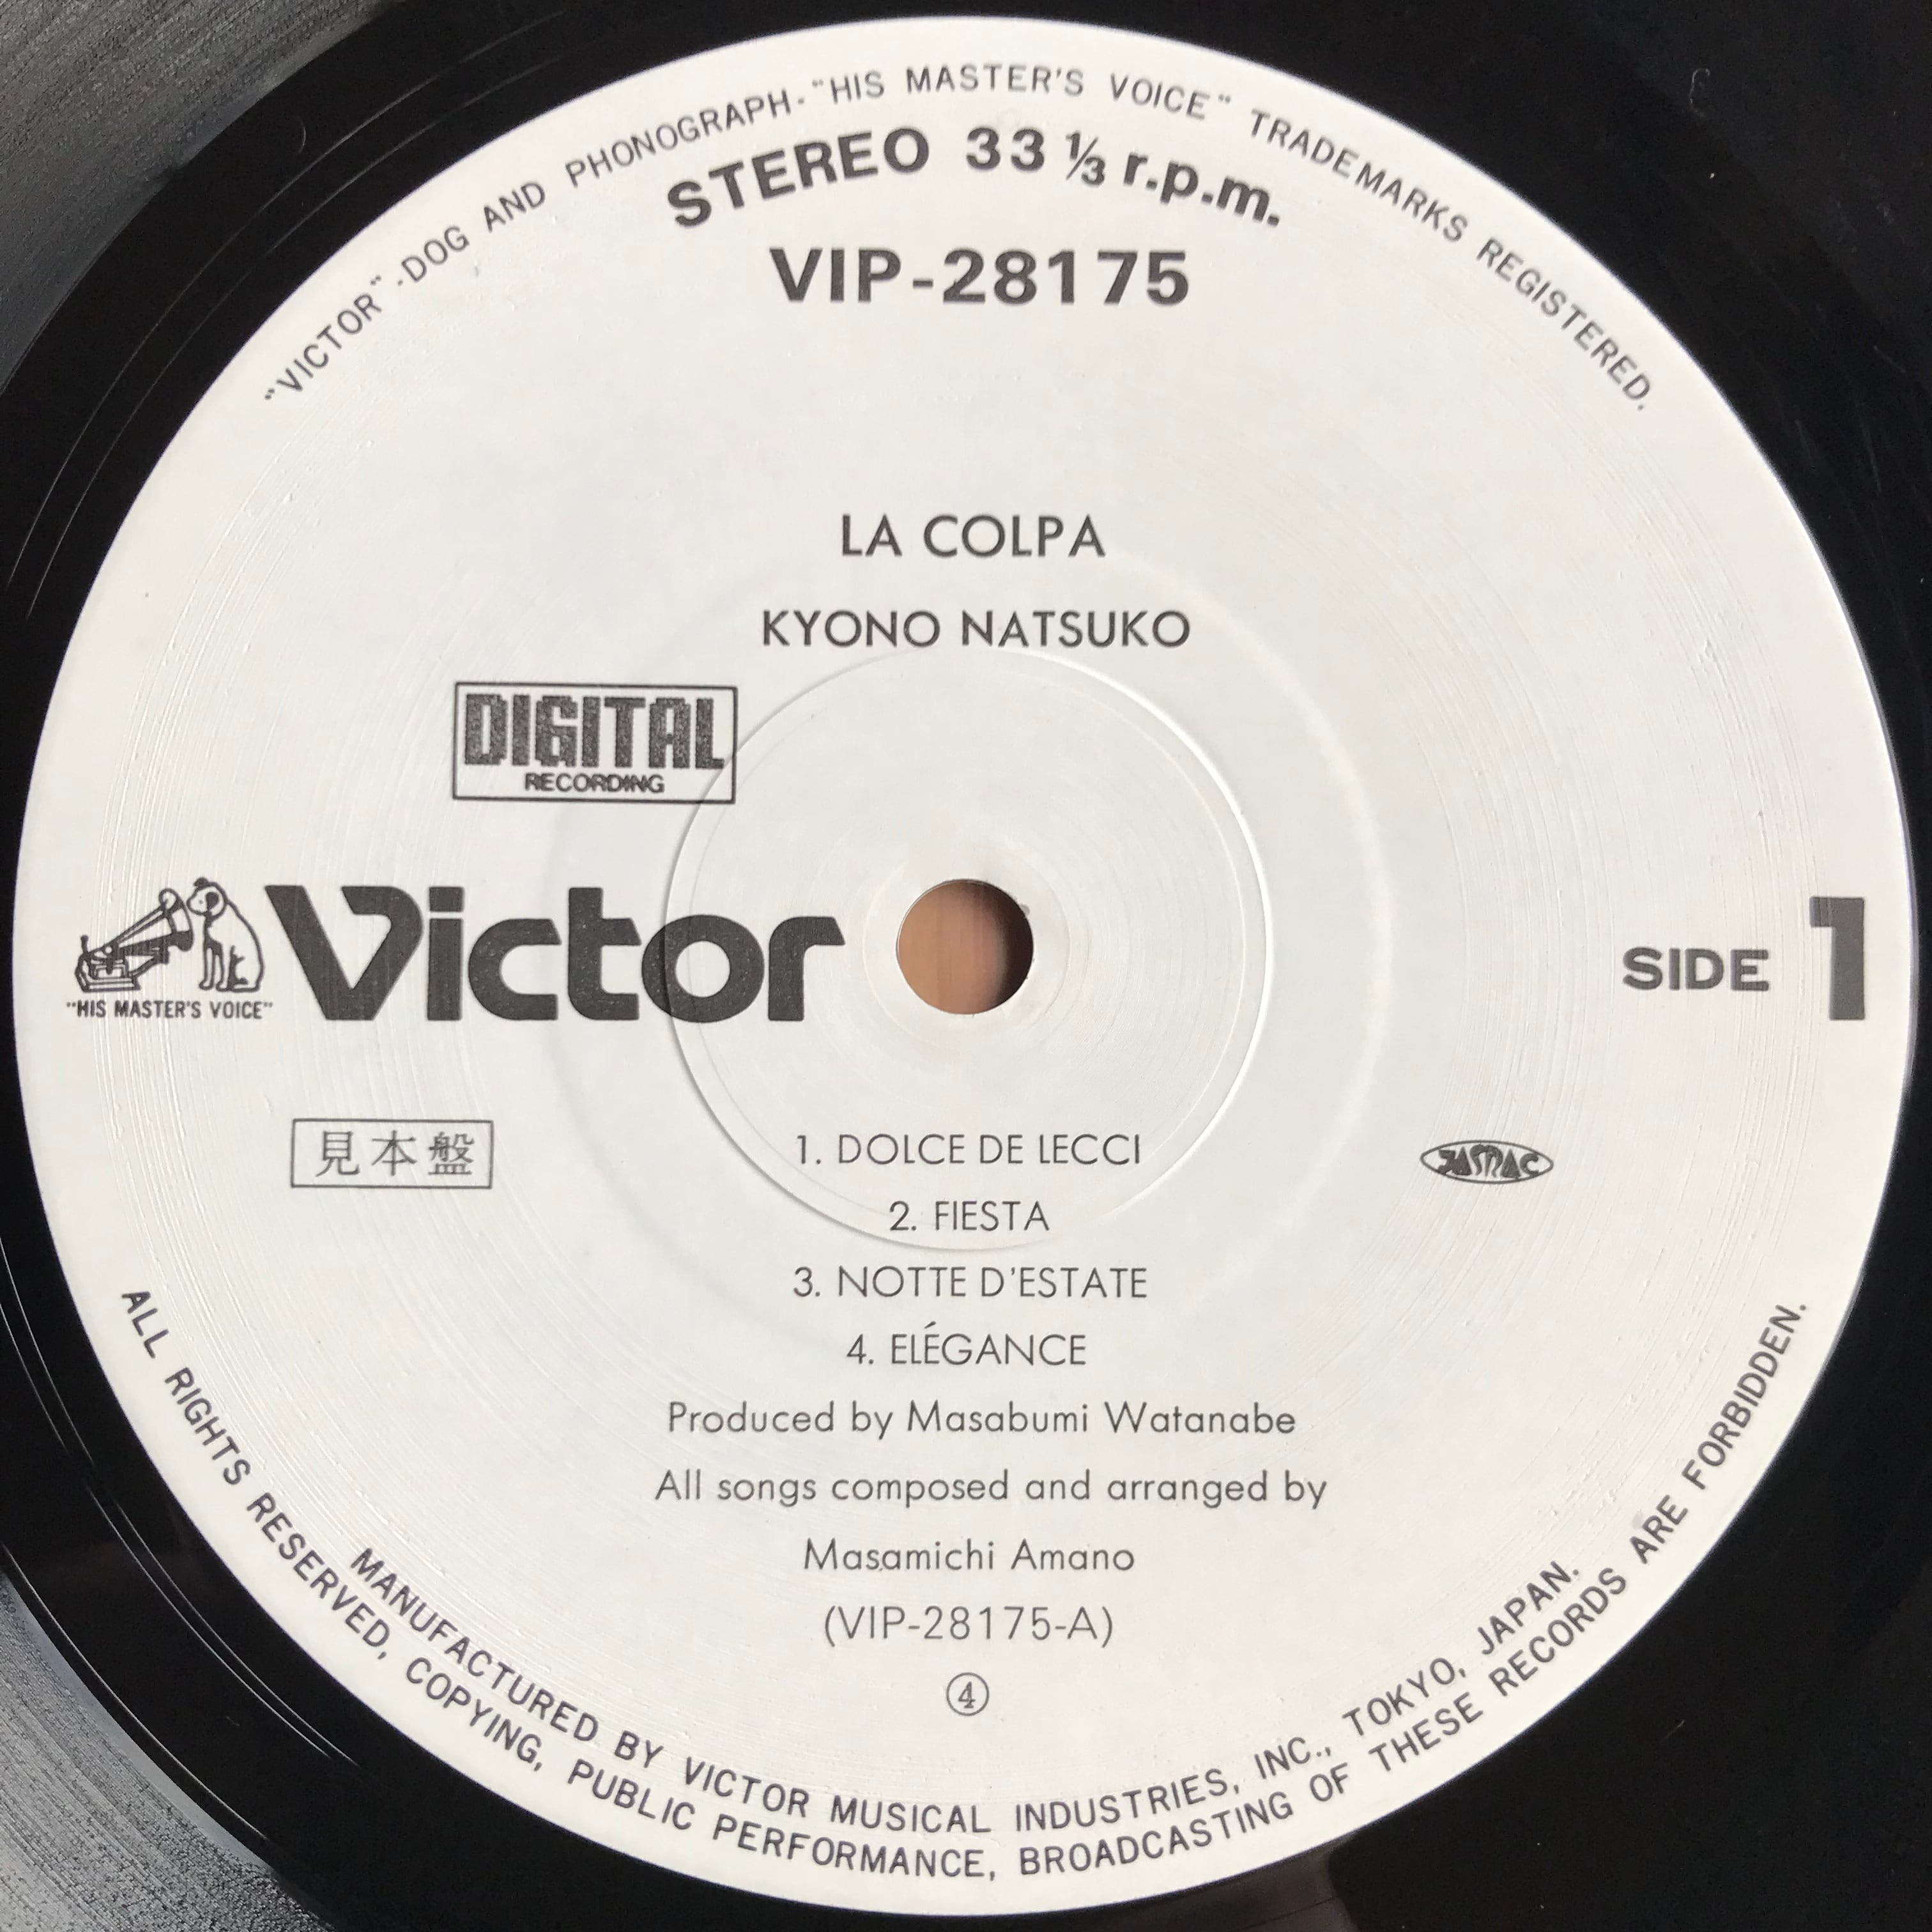 "VICTOR"-DOG AND PHONOGRAPH-"HIS MASTER'S VOICE" TRADEMARKS REGISTERED.
STEREO 33 ⅓ r.p.m.
VIP-28175
LA COLPA
KYONO NATSUKO
DIGITAL
RECORDING
Victor
"HIS MASTER'S VOICE"
SIDE 1
見本盤
JASRAC
1. DOLCE DE LECCI
2. FIESTA
3. NOTTE D'ESTATE
4. ELÉGANCE
Produced by Masabumi Watanabe
All songs composed and arranged by
Masamichi Amano
(VIP-28175-A)
④
MANUFACTURED BY VICTOR MUSICAL INDUSTRIES, INC., TOKYO, JAPAN.
ALL RIGHTS RESERVED, COPYING, PUBLIC PERFORMANCE, BROADCASTING OF THESE RECORDS ARE FORBIDDEN.